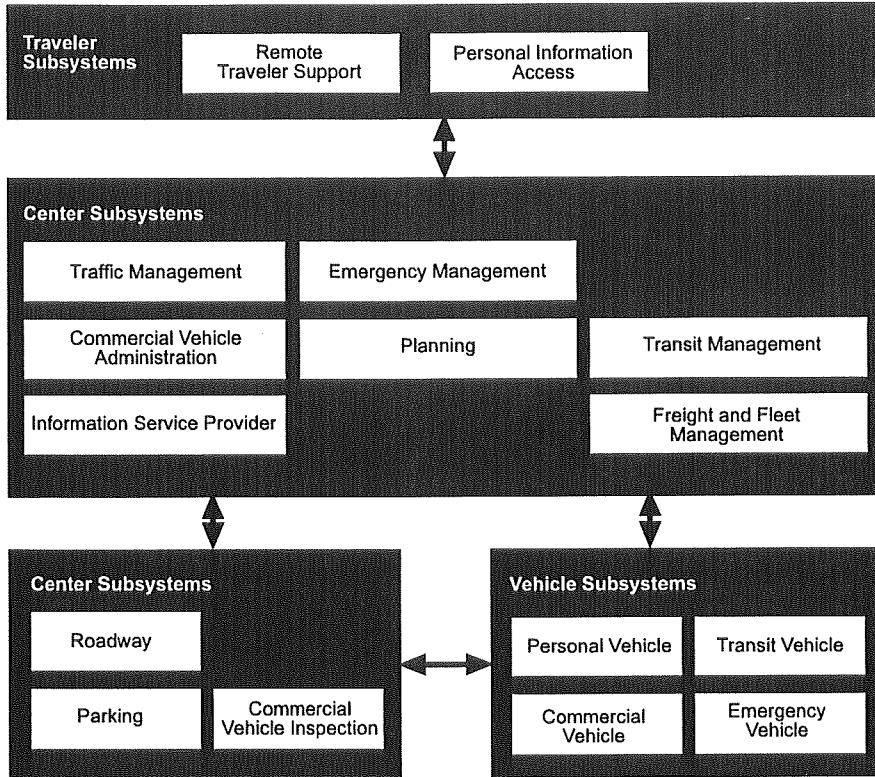 Traveler
Subsystems
Remote
Traveler Support
Personal Information
Access
Center Subsystems
Traffic Management
Emergency Management
Commercial Vehicle
Administration
Planning
Transit Management
Information Service Provider
Freight and Fleet
Management
Center Subsystems
Roadway
Parking
Commercial
Vehicle Inspection
Vehicle Subsystems
Personal Vehicle
Transit Vehicle
Commercial
Vehicle
Emergency
Vehicle